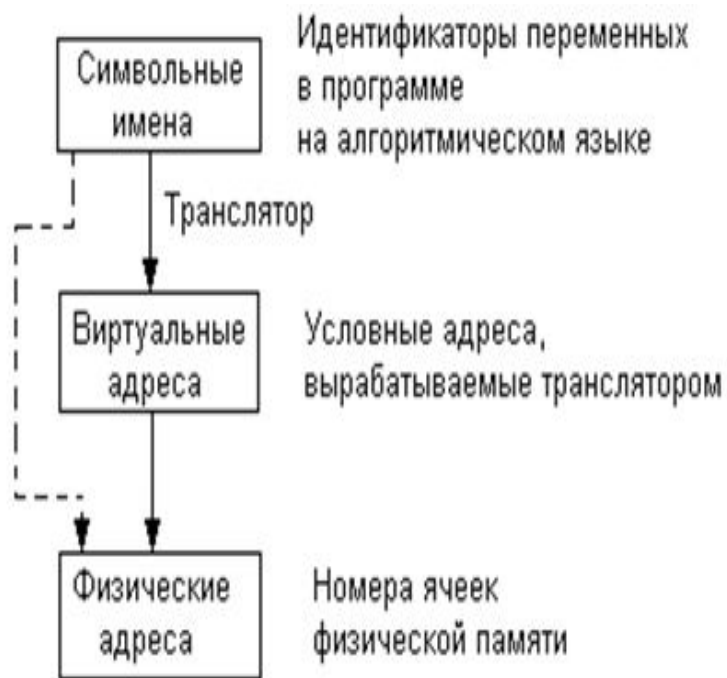 Символьные
имена
Идентификаторы переменных
в программе
на алгоритмическом языке
Транслятор
Виртуальные
адреса
Условные адреса,
вырабатываемые транслятором
Физические
адреса
Номера ячеек
физической памяти